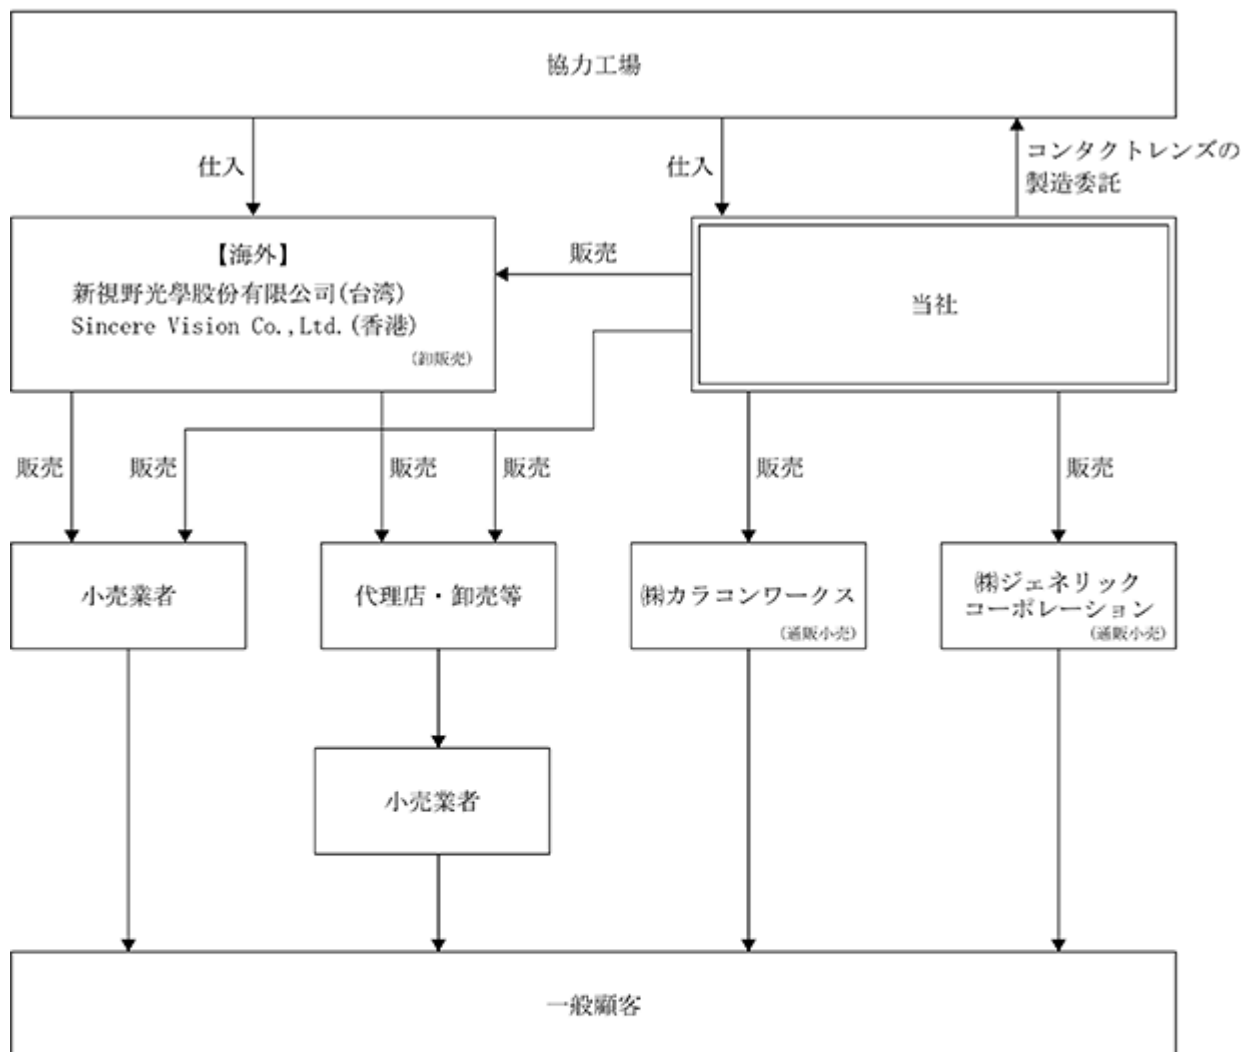 協力工場
仕入
仕入
コンタクトレンズの
製造委託
【海外】
新視野光學股份有限公司(台湾)
Sincere Vision Co.,Ltd.(香港)
(卸販売)
販売
当社
販売
販売
販売
販売
販売
販売
小売業者
代理店・卸売等
㈱カラコンワークス
(通販小売)
㈱ジェネリック
コーポレーション
(通販小売)
小売業者
一般顧客